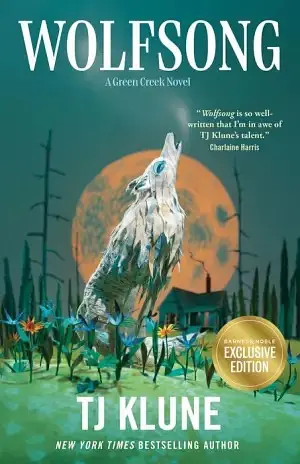 WOLFSONG
A Green Creek Novel
"Wolfsong is so well-
written that I'm in awe of
TJ Klune's talent."
Charlaine Harris
BARNES & NOBLE
EXCLUSIVE
EDITION
TJ KLUNE
NEW YORK TIMES BESTSELLING AUTHOR